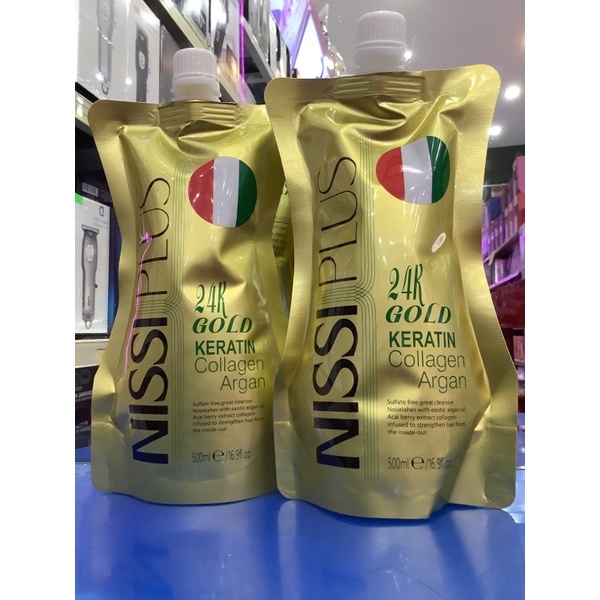 NISSI PLUS
24K
GOLD
KERATIN
Collagen
Argan
Sulfate free,great cleanser
Noueiahes with exotic argan oil
Acai berry extract collagen-
infused to strengthen hair from
the inside-out
500ml ℮/16.9fl.oz
NISSI PLUS
24K
GOLD
KERATIN
Collagen
Argan
Sulfate free,great cleanser
Noueiahes with exotic argan oil
Acai berry extract collagen-
infused to strengthen hair from
the inside-out
500ml ℮/16.9fl.oz